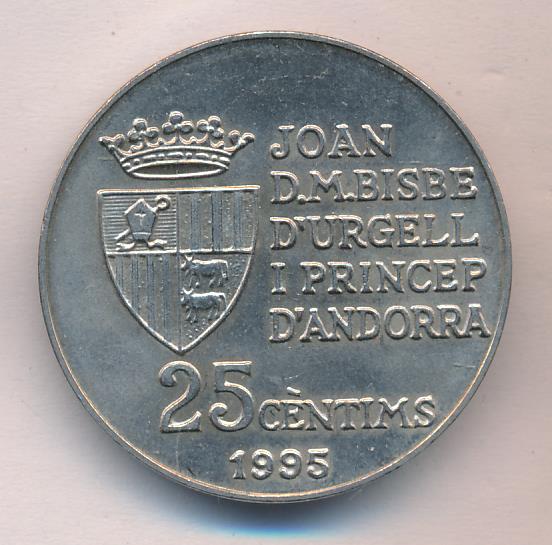 JOAN
D.M.BISBE
D'URGELL
I PRINCEP
D'ANDORRA
25 CÈNTIMS
1995